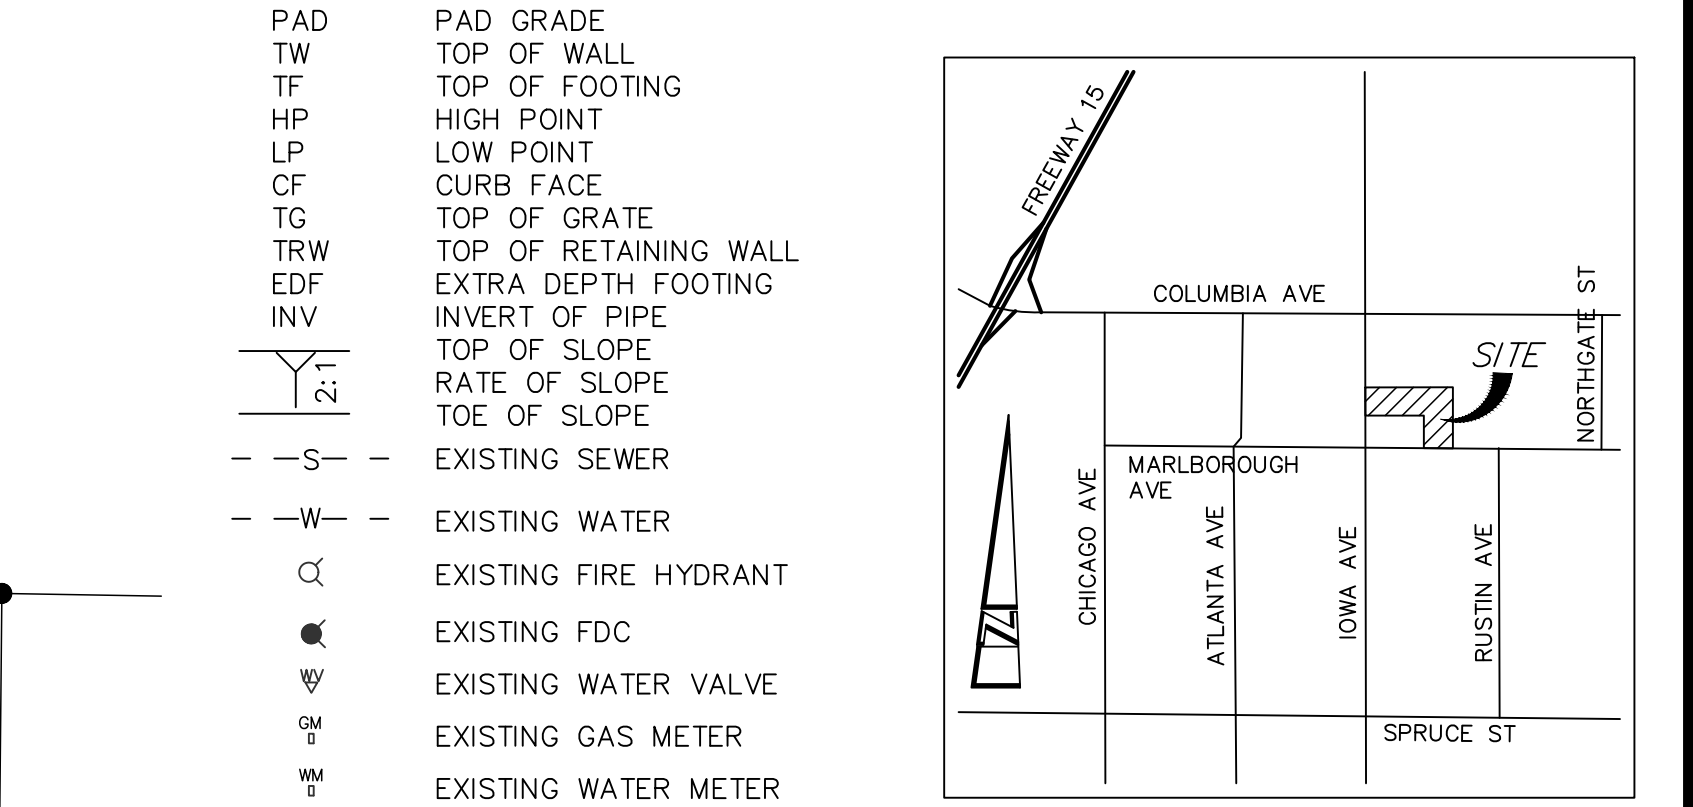 PAD PAD GRADE
TW TOP OF WALL
TF TOP OF FOOTING
HP HIGH POINT
LP LOW POINT
CF CURB FACE
TG TOP OF GRATE
TRW TOP OF RETAINING WALL
EDF EXTRA DEPTH FOOTING
INV INVERT OF PIPE
TOP OF SLOPE
2:1 RATE OF SLOPE
TOE OF SLOPE
S EXISTING SEWER
W EXISTING WATER
EXISTING FIRE HYDRANT
EXISTING FDC
WV EXISTING WATER VALVE
GM EXISTING GAS METER
WM EXISTING WATER METER
FREEWAY 15
COLUMBIA AVE
NORTHGATE ST
SITE
MARLBOROUGH
AVE
CHICAGO AVE
ATLANTA AVE
IOWA AVE
RUSTIN AVE
N
SPRUCE ST